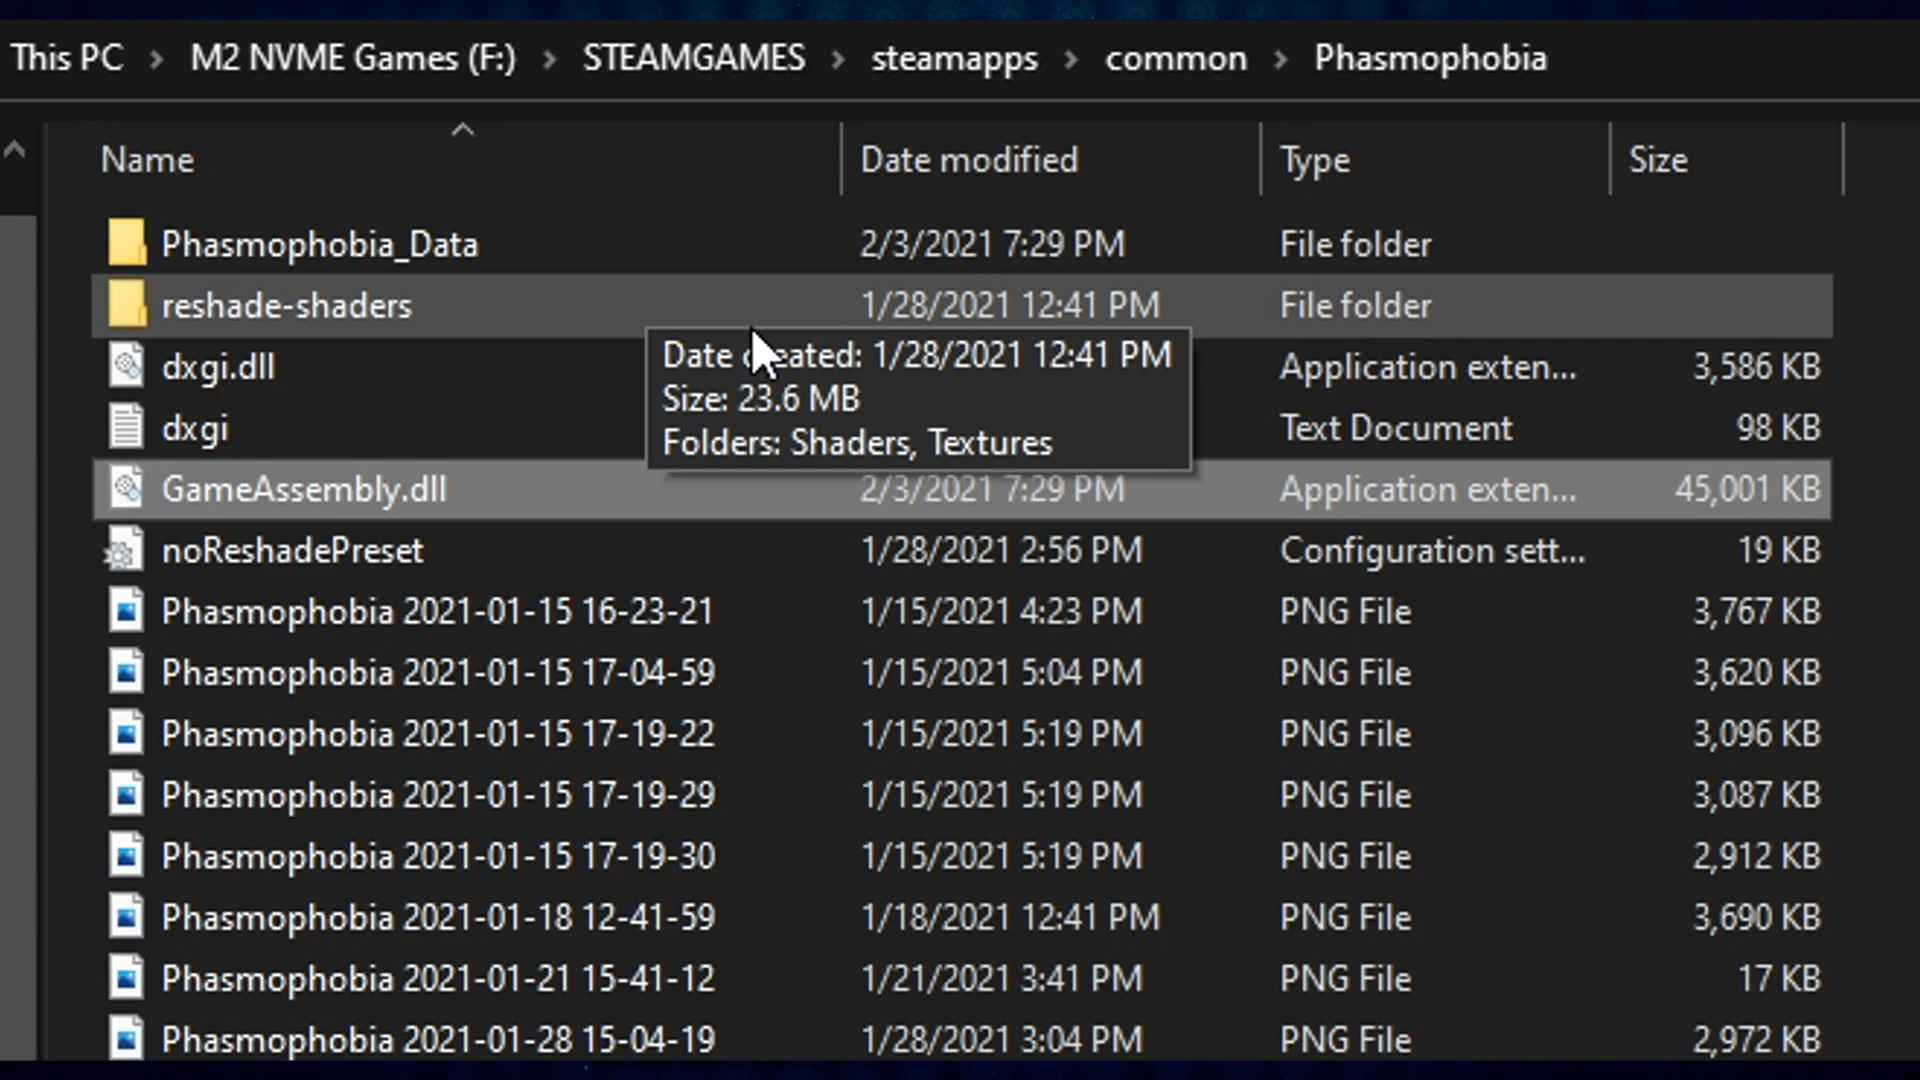 This PC > M2 NVME Games (F:) > STEAMGAMES > steamapps > common > Phasmophobia
Name Date modified Type Size
Phasmophobia_Data 2/3/2021 7:29 PM File folder
reshade-shaders 1/28/2021 12:41 PM File folder
dxgi.dll Application exten... 3,586 KB
Date created: 1/28/2021 12:41 PM
Size: 23.6 MB
Folders: Shaders, Textures
dxgi Text Document 98 KB
GameAssembly.dll 2/3/2021 7:29 PM Application exten... 45,001 KB
noReshadePreset 1/28/2021 2:56 PM Configuration sett... 19 KB
Phasmophobia 2021-01-15 16-23-21 1/15/2021 4:23 PM PNG File 3,767 KB
Phasmophobia 2021-01-15 17-04-59 1/15/2021 5:04 PM PNG File 3,620 KB
Phasmophobia 2021-01-15 17-19-22 1/15/2021 5:19 PM PNG File 3,096 KB
Phasmophobia 2021-01-15 17-19-29 1/15/2021 5:19 PM PNG File 3,087 KB
Phasmophobia 2021-01-15 17-19-30 1/15/2021 5:19 PM PNG File 2,912 KB
Phasmophobia 2021-01-18 12-41-59 1/18/2021 12:41 PM PNG File 3,690 KB
Phasmophobia 2021-01-21 15-41-12 1/21/2021 3:41 PM PNG File 17 KB
Phasmophobia 2021-01-28 15-04-19 1/28/2021 3:04 PM PNG File 2,972 KB